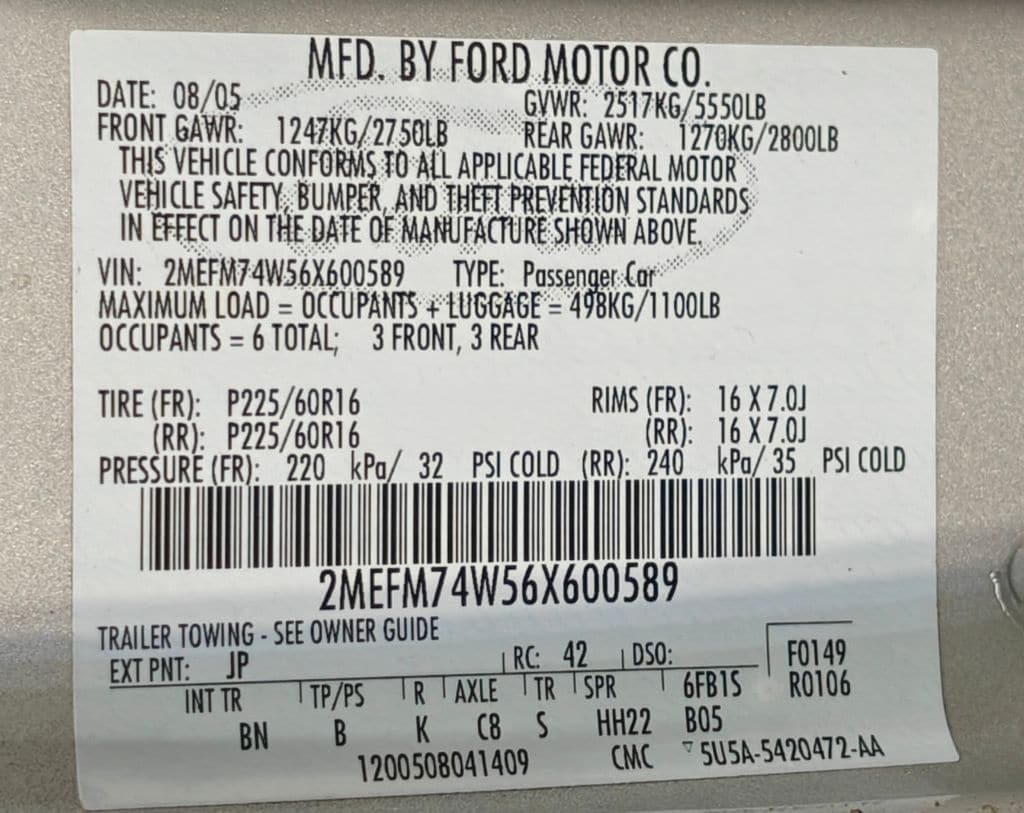 MFD. BY FORD MOTOR CO.
DATE: 08/05 GVWR: 2517KG/5550LB
FRONT GAWR: 1247KG/2750LB REAR GAWR: 1270KG/2800LB
THIS VEHICLE CONFORMS TO ALL APPLICABLE FEDERAL MOTOR
VEHICLE SAFETY, BUMPER, AND THEFT PREVENTION STANDARDS
IN EFFECT ON THE DATE OF MANUFACTURE SHOWN ABOVE.
VIN: 2MEFM74W56X600589 TYPE: Passenger Car
MAXIMUM LOAD = OCCUPANTS + LUGGAGE = 498KG/1100LB
OCCUPANTS = 6 TOTAL; 3 FRONT, 3 REAR
TIRE (FR): P225/60R16 RIMS (FR): 16 X 7.0J
(RR): P225/60R16 (RR): 16 X 7.0J
PRESSURE (FR): 220 kPa/ 32 PSI COLD (RR): 240 kPa/ 35 PSI COLD
2MEFM74W56X600589
TRAILER TOWING - SEE OWNER GUIDE
EXT PNT: JP RC: 42 DSO: F0149
INT TR TP/PS R AXLE TR SPR 6FB1S R0106
BN B K C8 S HH22 B05
1200508041409 CMC ▽ 5U5A-5420472-AA